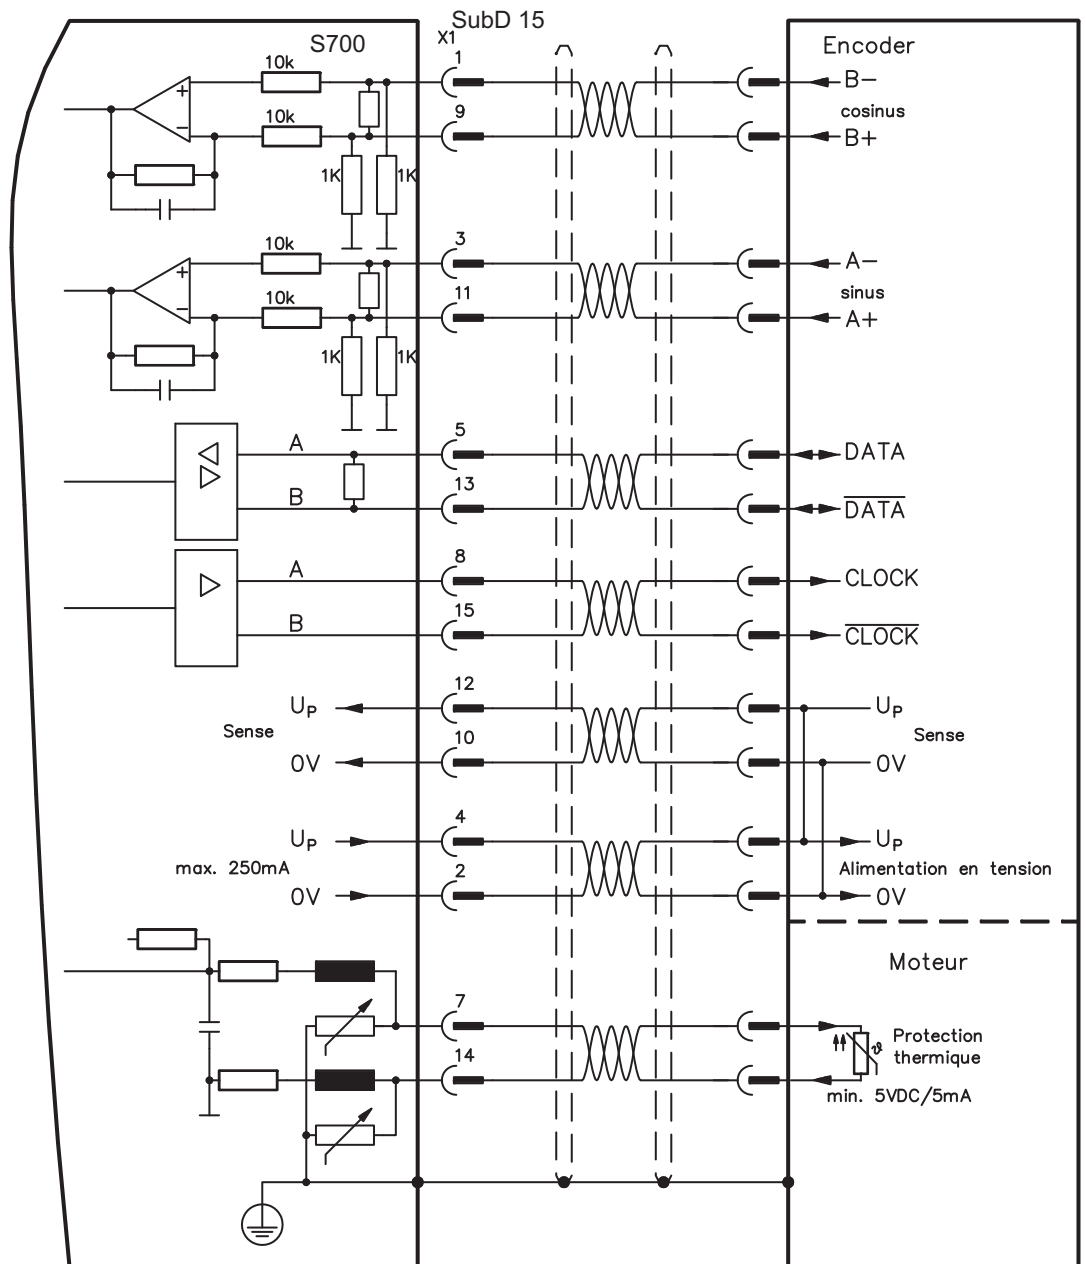 SubD 15
S700
X1
Encoder
10k
1
B-
cosinus
10k
9
B+
1K
1K
10k
3
A-
sinus
10k
11
A+
1K
1K
A
5
DATA
B
13
D̅A̅T̅A̅
A
8
CLOCK
B
15
C̅L̅O̅C̅K̅
UP
12
UP
Sense
Sense
0V
10
0V
UP
4
UP
max. 250mA
Alimentation en tension
0V
2
0V
Moteur
7
ϑ
Protection
thermique
14
min. 5VDC/5mA